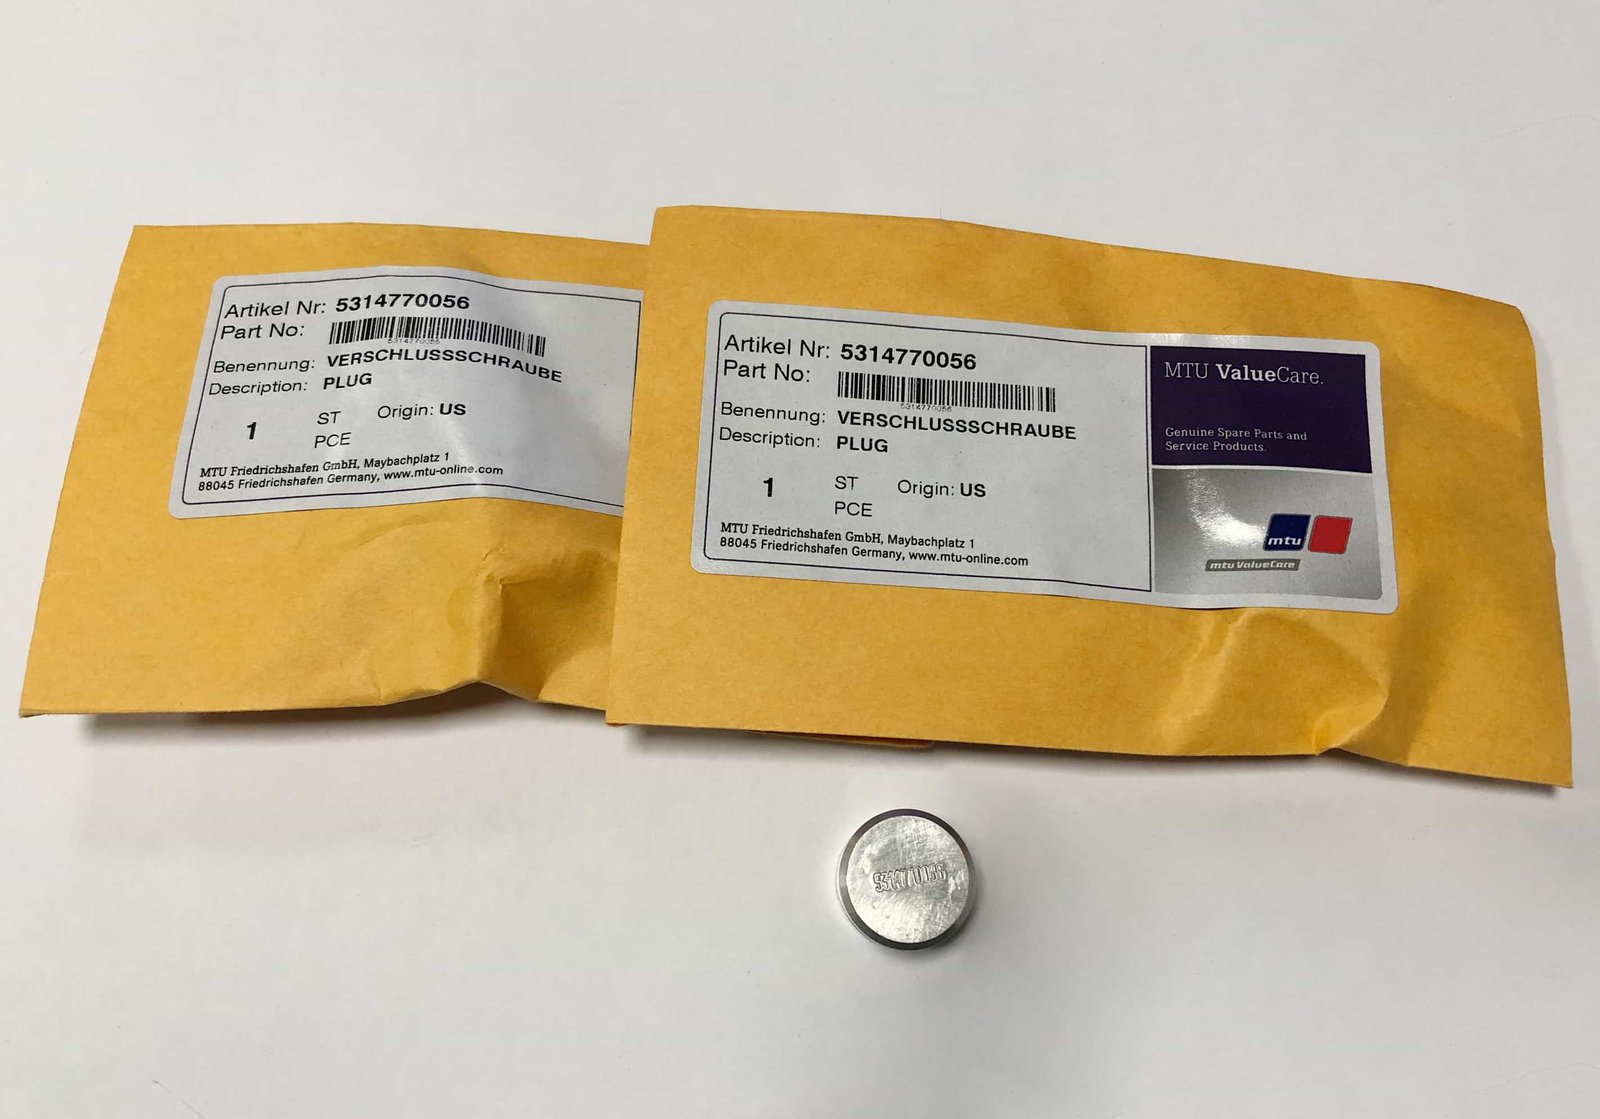 Artikel Nr: 5314770056
Part No:
5314770056
Benennung: VERSCHLUSSSCHRAUBE
Description: PLUG
1 ST Origin: US
PCE
MTU Friedrichshafen GmbH, Maybachplatz 1
88045 Friedrichshafen Germany, www.mtu-online.com
Artikel Nr: 5314770056
Part No:
5314770056
Benennung: VERSCHLUSSSCHRAUBE
Description: PLUG
1 ST Origin: US
PCE
MTU Friedrichshafen GmbH, Maybachplatz 1
88045 Friedrichshafen Germany, www.mtu-online.com
MTU ValueCare.
Genuine Spare Parts and
Service Products.
mtu
mtu ValueCare